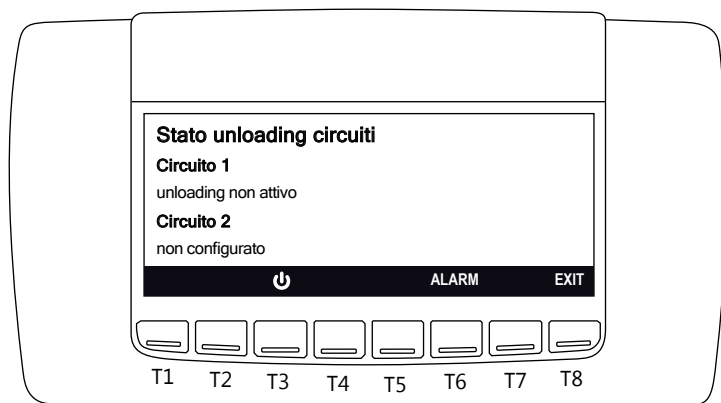 Stato unloading circuiti
Circuito 1
unloading non attivo
Circuito 2
non configurato
ALARM EXIT
T1 T2 T3 T4 T5 T6 T7 T8